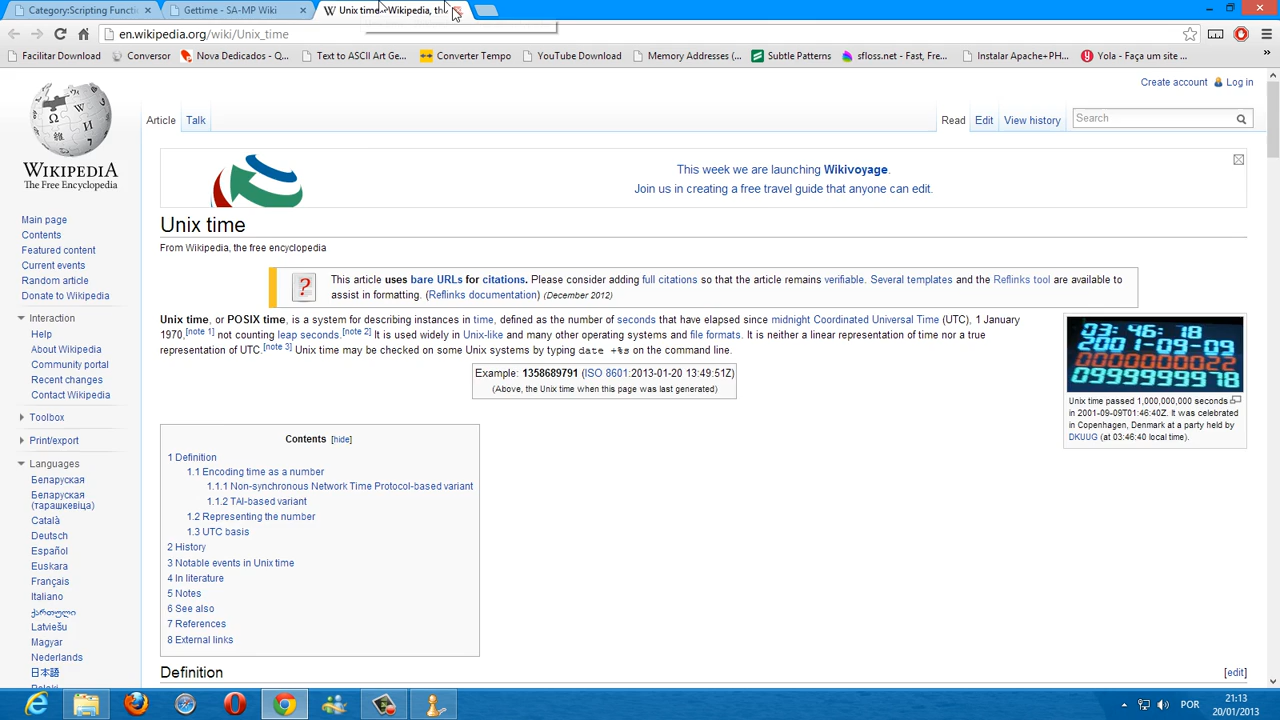 Category:Scripting Functi
Gettime - SA-MP Wiki
Unix time - Wikipedia, th
en.wikipedia.org/wiki/Unix_time
Facilitar Download
Conversor
Nova Dedicados - Q...
Text to ASCII Art Ge...
Converter Tempo
YouTube Download
Memory Addresses (...
Subtle Patterns
sfloss.net - Fast, Fre...
Instalar Apache+PH...
Yola - Faça um site ...
»
Create account
Log in
Article
Talk
Read
Edit
View history
Search
WIKIPEDIA
The Free Encyclopedia
This week we are launching Wikivoyage.
Join us in creating a free travel guide that anyone can edit.
Main page
Contents
Featured content
Current events
Random article
Donate to Wikipedia
Interaction
Help
About Wikipedia
Community portal
Recent changes
Contact Wikipedia
Toolbox
Print/export
Languages
Беларуская
Беларуская
(тарашкевіца)
Català
Deutsch
Español
Euskara
Français
Italiano
ქართული
Latviešu
Magyar
Nederlands
日本語
Unix time
From Wikipedia, the free encyclopedia
This article uses bare URLs for citations. Please consider adding full citations so that the article remains verifiable. Several templates and the Reflinks tool are available to
assist in formatting. (Reflinks documentation) (December 2012)
Unix time, or POSIX time, is a system for describing instances in time, defined as the number of seconds that have elapsed since midnight Coordinated Universal Time (UTC), 1 January
1970,[note 1] not counting leap seconds.[note 2] It is used widely in Unix-like and many other operating systems and file formats. It is neither a linear representation of time nor a true
representation of UTC.[note 3] Unix time may be checked on some Unix systems by typing date +%s on the command line.
Example: 1358689791 (ISO 8601:2013-01-20 13:49:51Z)
(Above, the Unix time when this page was last generated)
03: 46: 18
2001-09-09
0000000022
0999999978
Unix time passed 1,000,000,000 seconds
in 2001-09-09T01:46:40Z. It was celebrated
in Copenhagen, Denmark at a party held by
DKUUG (at 03:46:40 local time).
Contents [hide]
1 Definition
1.1 Encoding time as a number
1.1.1 Non-synchronous Network Time Protocol-based variant
1.1.2 TAI-based variant
1.2 Representing the number
1.3 UTC basis
2 History
3 Notable events in Unix time
4 In literature
5 Notes
6 See also
7 References
8 External links
Definition
[edit]
POR
21:13
20/01/2013